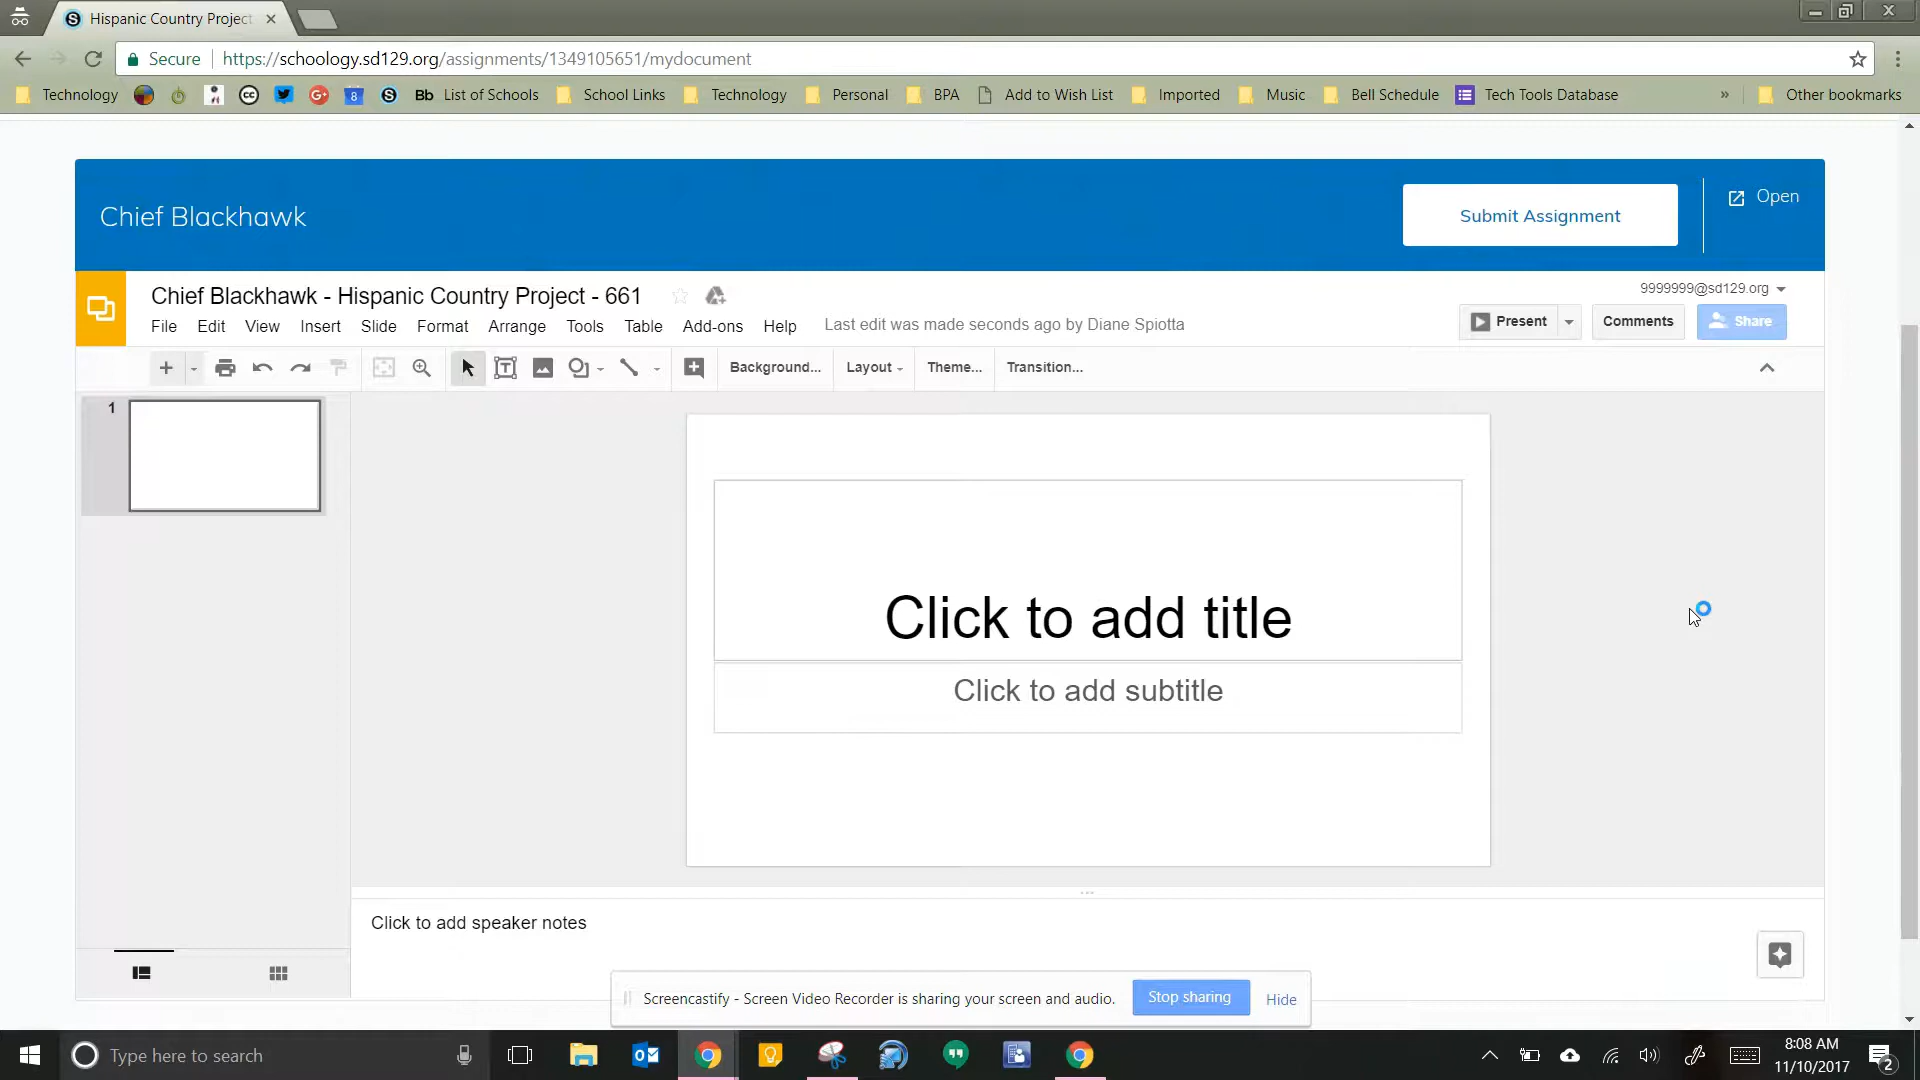 Hispanic Country Project
Secure https://schoology.sd129.org/assignments/1349105651/mydocument
Technology cc G+ 8 S Bb List of Schools School Links Technology Personal BPA Add to Wish List Imported Music Bell Schedule Tech Tools Database » Other bookmarks
Chief Blackhawk
Submit Assignment
Open
Chief Blackhawk - Hispanic Country Project - 661
9999999@sd129.org
File Edit View Insert Slide Format Arrange Tools Table Add-ons Help Last edit was made seconds ago by Diane Spiotta
Present Comments Share
Background... Layout Theme... Transition...
1
Click to add title
Click to add subtitle
Click to add speaker notes
Screencastify - Screen Video Recorder is sharing your screen and audio. Stop sharing Hide
Type here to search
8:08 AM
11/10/2017
2